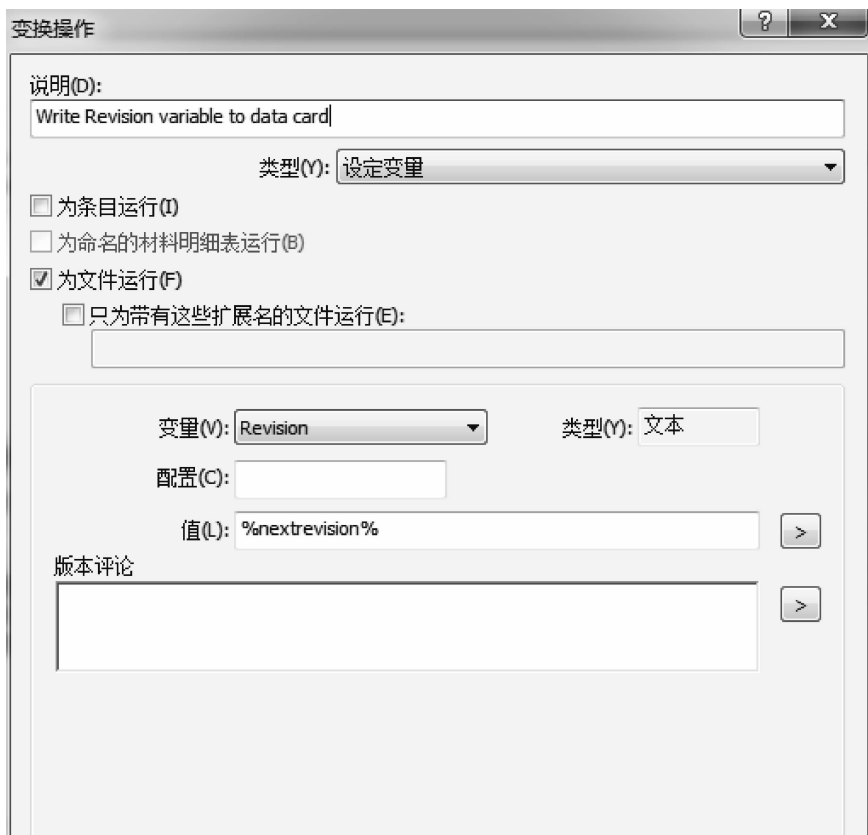 变换操作
?
X
说明(D):
Write Revision variable to data card
类型(Y): 设定变量
为条目运行(I)
为命名的材料明细表运行(B)
为文件运行(F)
只为带有这些扩展名的文件运行(E):
变量(V): Revision 类型(Y): 文本
配置(C):
值(L): %nextrevision% >
版本评论
>